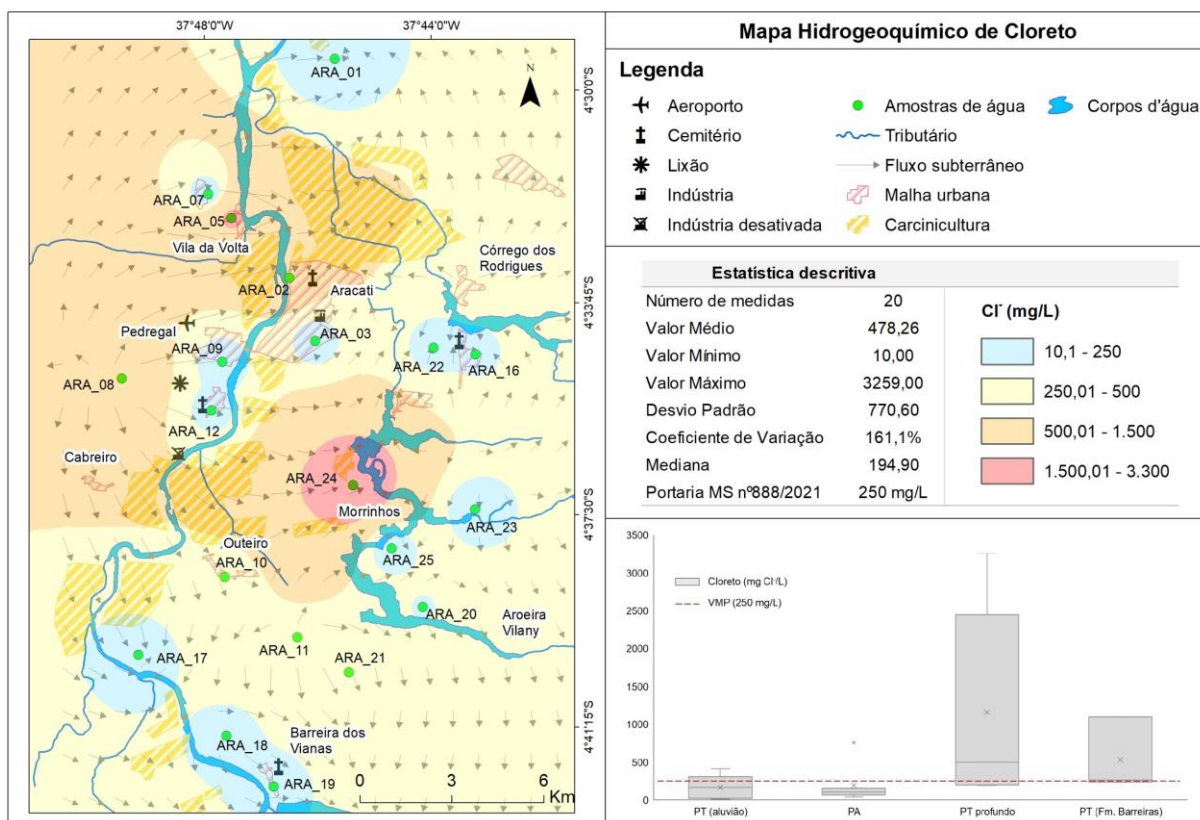 37°48'0"W
37°44'0"W
ARA_01
N
4°30'0"S
ARA_07
ARA_05
Vila da Volta
Córrego dos
Rodrigues
ARA_02
Aracati
4°33'45"S
Pedregal
ARA_03
ARA_09
ARA_22
ARA_16
ARA_08
ARA_12
Cabreiro
ARA_24
Morrinhos
4°37'30"S
ARA_23
Outeiro
ARA_10
ARA_25
ARA_20
Aroeira
Vilany
ARA_11
ARA_21
ARA_17
4°41'15"S
Barreira dos
Vianas
ARA_18
ARA_19
0 3 6
Km
Mapa Hidrogeoquímico de Cloreto
Legenda
Aeroporto
Amostras de água
Corpos d'água
Cemitério
Tributário
Lixão
Fluxo subterrâneo
Indústria
Malha urbana
Indústria desativada
Carcinicultura
Estatística descritiva
Número de medidas 20
Valor Médio 478,26
Valor Mínimo 10,00
Valor Máximo 3259,00
Desvio Padrão 770,60
Coeficiente de Variação 161,1%
Mediana 194,90
Portaria MS nº888/2021 250 mg/L
Cl⁻ (mg/L)
10,1 - 250
250,01 - 500
500,01 - 1.500
1.500,01 - 3.300
3500
3000
2500
2000
1500
1000
500
0
Cloreto (mg Cl⁻/L)
VMP (250 mg/L)
PT (aluvião)
PA
PT profundo
PT (Fm. Barreiras)